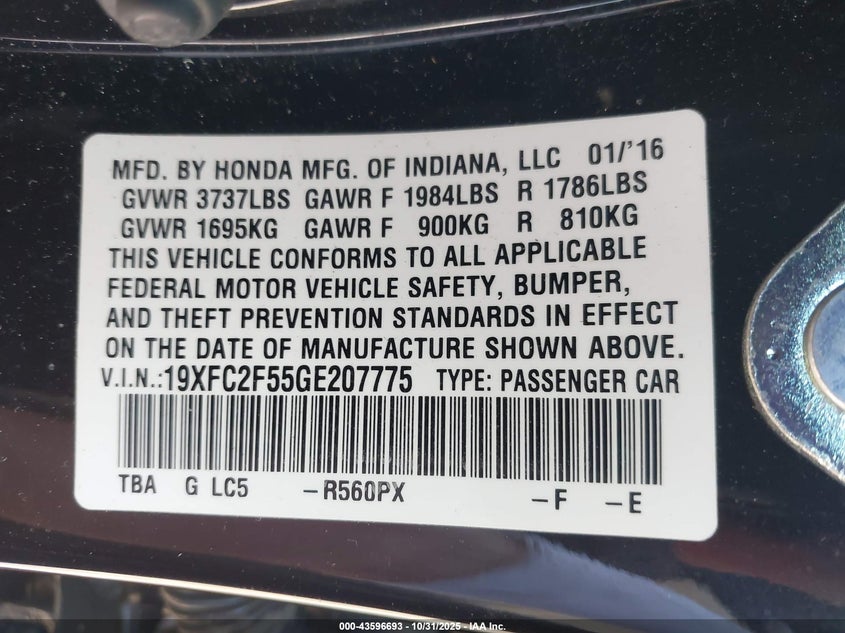 MFD. BY HONDA MFG. OF INDIANA, LLC 01/'16
GVWR 3737LBS GAWR F 1984LBS R 1786LBS
GVWR 1695KG GAWR F 900KG R 810KG
THIS VEHICLE CONFORMS TO ALL APPLICABLE
FEDERAL MOTOR VEHICLE SAFETY, BUMPER,
AND THEFT PREVENTION STANDARDS IN EFFECT
ON THE DATE OF MANUFACTURE SHOWN ABOVE.
V.I.N.:19XFC2F55GE207775 TYPE: PASSENGER CAR
TBA G LC5 -R560PX -F -E
000-43596693 - 10/31/2025 - IAA Inc.